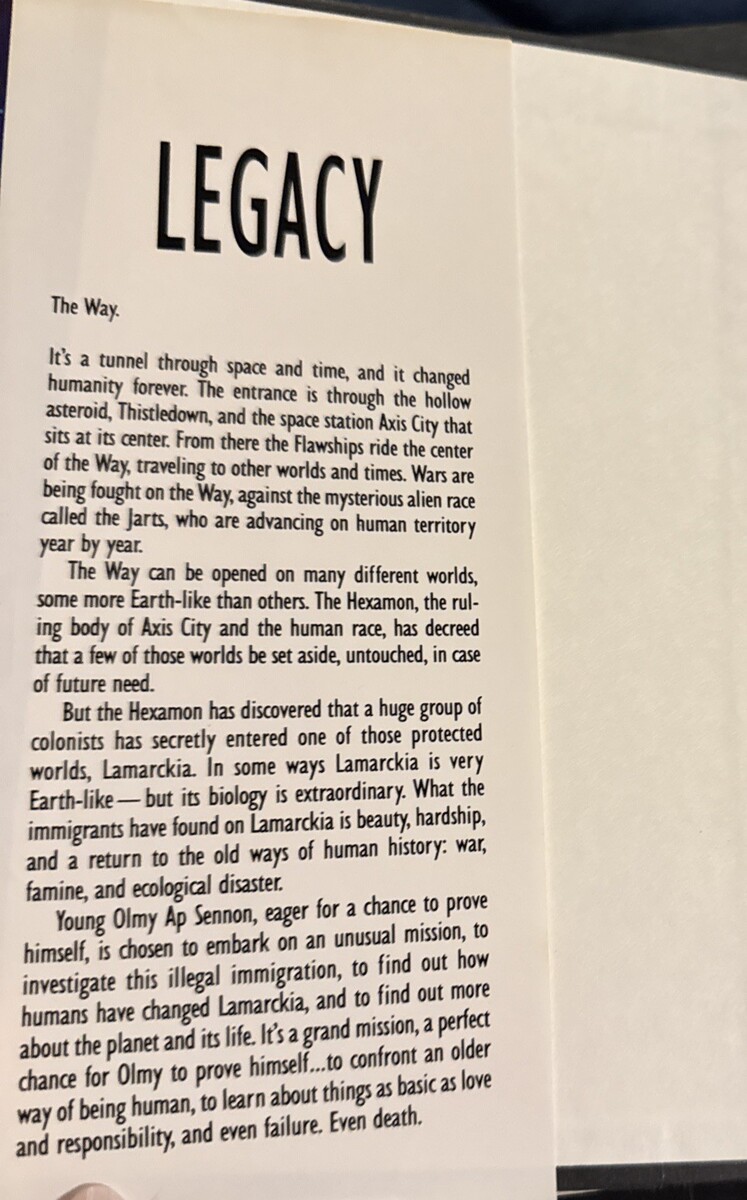 LEGACY
The Way.
It's a tunnel through space and time, and it changed
humanity forever. The entrance is through the hollow
asteroid, Thistledown, and the space station Axis City that
sits at its center. From there the Flawships ride the center
of the Way, traveling to other worlds and times. Wars are
being fought on the Way, against the mysterious alien race
called the Jarts, who are advancing on human territory
year by year.
The Way can be opened on many different worlds,
some more Earth-like than others. The Hexamon, the rul-
ing body of Axis City and the human race, has decreed
that a few of those worlds be set aside, untouched, in case
of future need.
But the Hexamon has discovered that a huge group of
colonists has secretly entered one of those protected
worlds, Lamarckia. In some ways Lamarckia is very
Earth-like — but its biology is extraordinary. What the
immigrants have found on Lamarckia is beauty, hardship,
and a return to the old ways of human history: war,
famine, and ecological disaster.
Young Olmy Ap Sennon, eager for a chance to prove
himself, is chosen to embark on an unusual mission, to
investigate this illegal immigration, to find out how
humans have changed Lamarckia, and to find out more
about the planet and its life. It's a grand mission, a perfect
chance for Olmy to prove himself...to confront an older
way of being human, to learn about things as basic as love
and responsibility, and even failure. Even death.